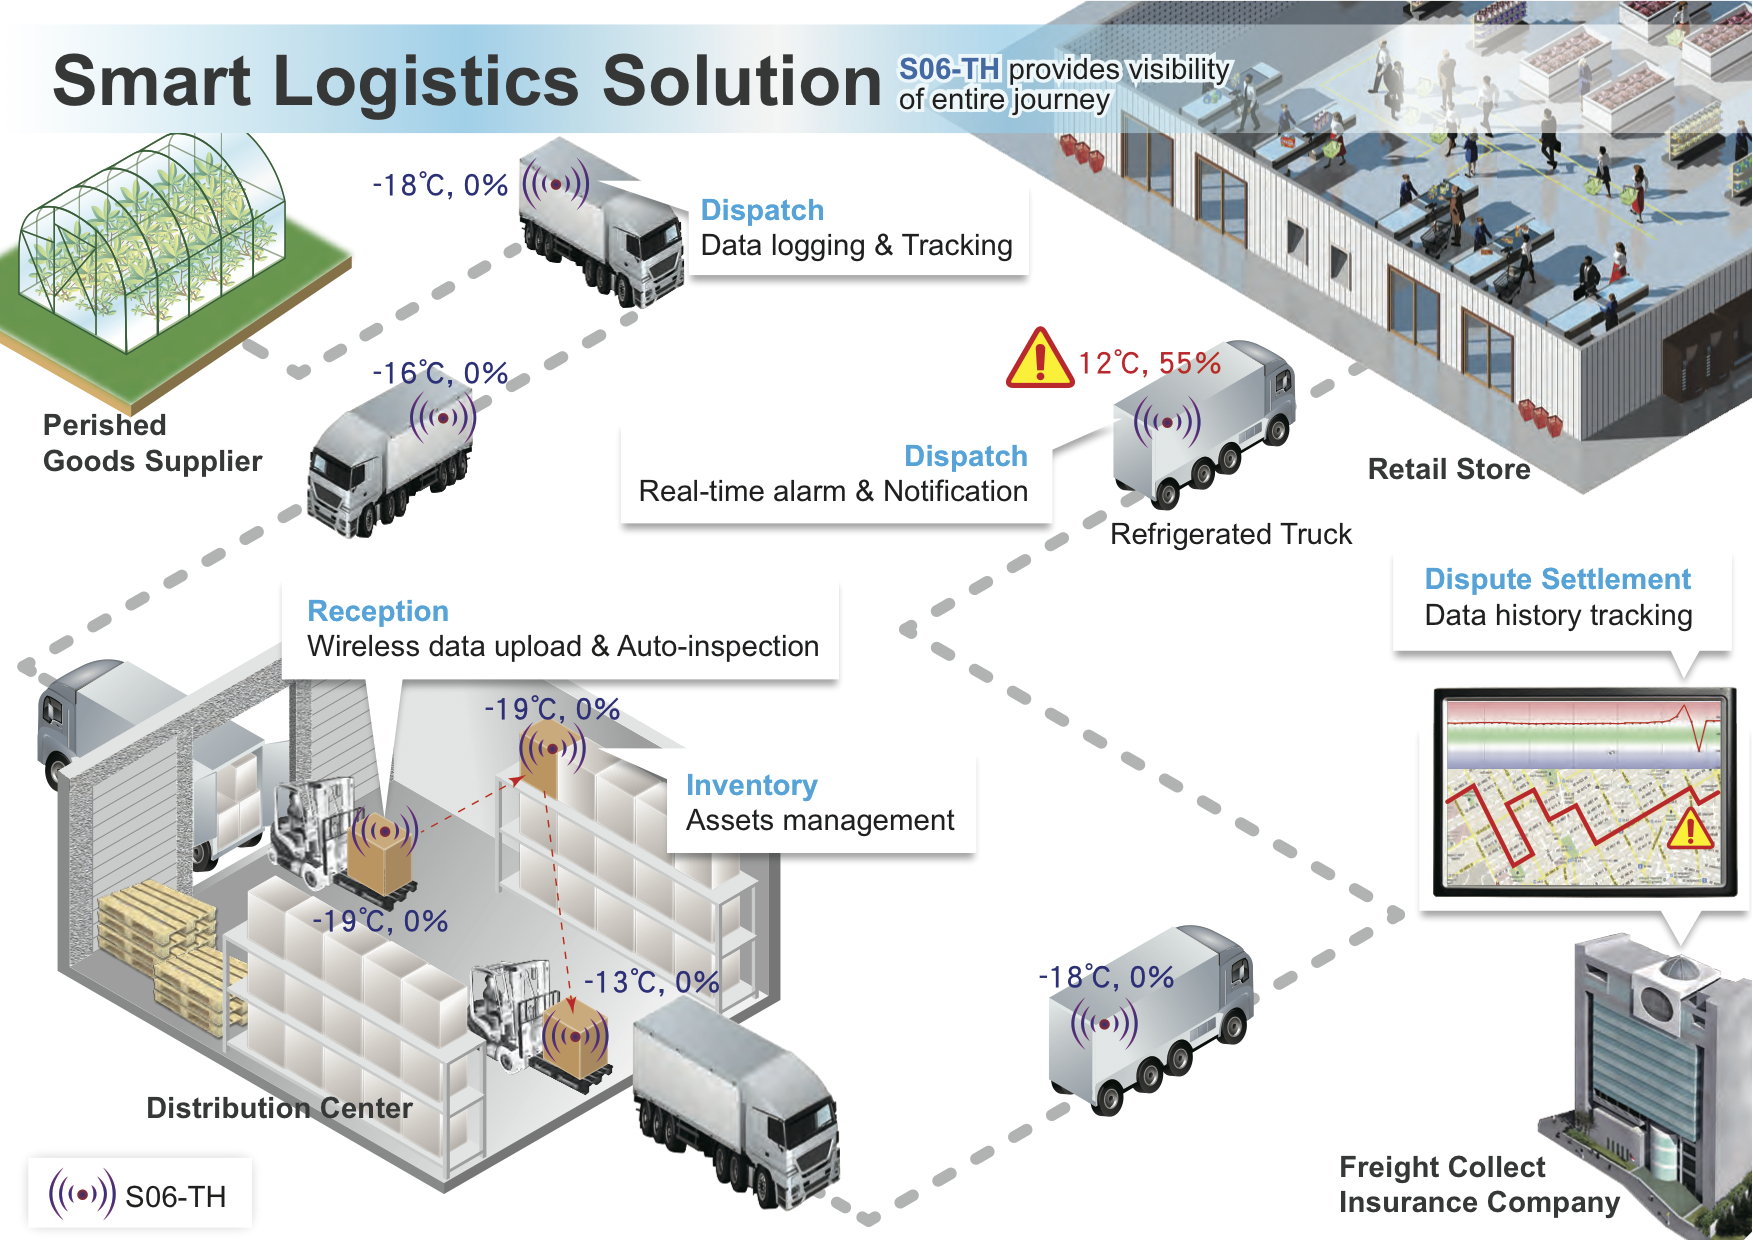 Smart Logistics Solution
S06-TH provides visibility
of entire journey
-18℃, 0%
Dispatch
Data logging & Tracking
-16℃, 0%
12℃, 55%
Perished
Goods Supplier
Dispatch
Real-time alarm & Notification
Retail Store
Refrigerated Truck
Dispute Settlement
Data history tracking
Reception
Wireless data upload & Auto-inspection
-19℃, 0%
Inventory
Assets management
-19℃, 0%
-13℃, 0%
-18℃, 0%
Distribution Center
S06-TH
Freight Collect
Insurance Company